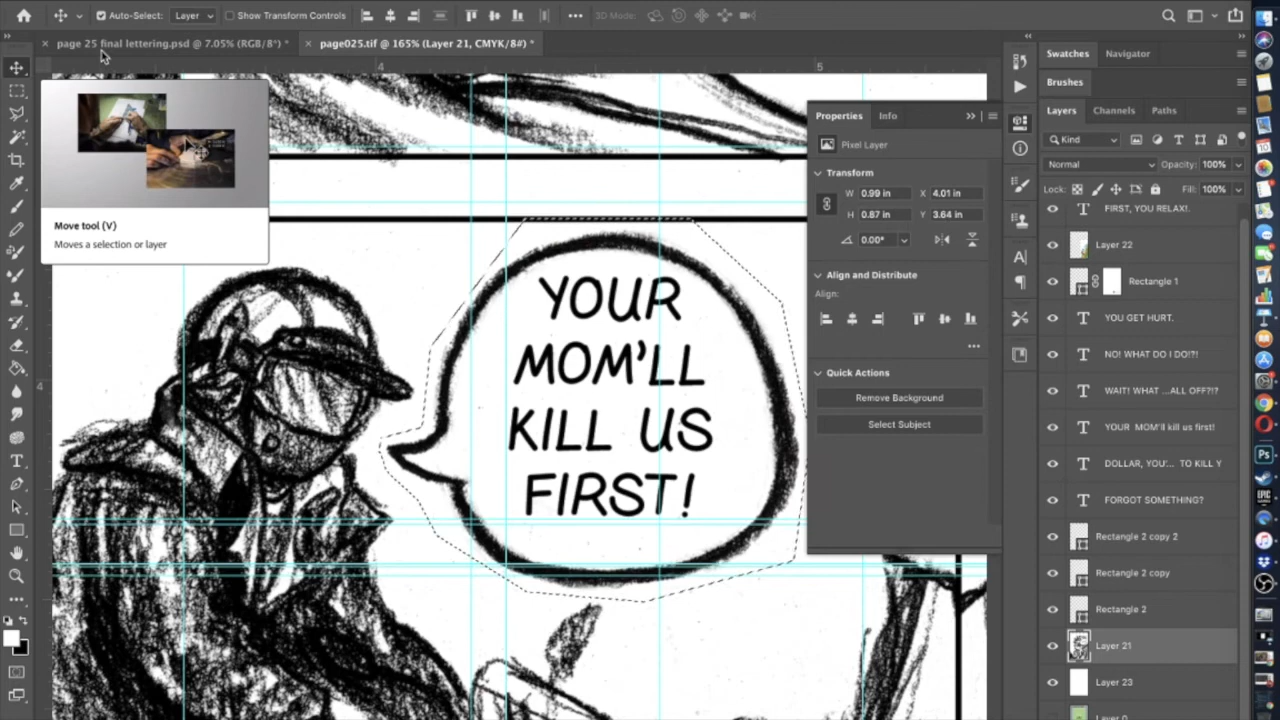 Auto-Select: Layer Show Transform Controls ••• 3D Mode:
× page 25 final lettering.psd @ 7.05% (RGB/8*) * × page025.tif @ 165% (Layer 21, CMYK/8#) *
4 5
4
Move tool (V)
Moves a selection or layer
YOUR
MOM'LL
KILL US
FIRST!
Properties Info
Pixel Layer
Transform
W 0.99 in X 4.01 in
H 0.87 in Y 3.64 in
0.00°
Align and Distribute
Align:
•••
Quick Actions
Remove Background
Select Subject
Swatches Navigator
Brushes
Layers Channels Paths
Kind
Normal Opacity: 100%
Lock: Fill: 100%
FIRST, YOU RELAX!.
Layer 22
Rectangle 1
YOU GET HURT.
NO! WHAT DO I DO!?!
WAIT! WHAT ...ALL OFF?!?
YOUR MOM'll kill us first!
DOLLAR, YOU'... TO KILL Y
FORGOT SOMETHING?
Rectangle 2 copy 2
Rectangle 2 copy
Rectangle 2
Layer 21
Layer 23
Layer 0